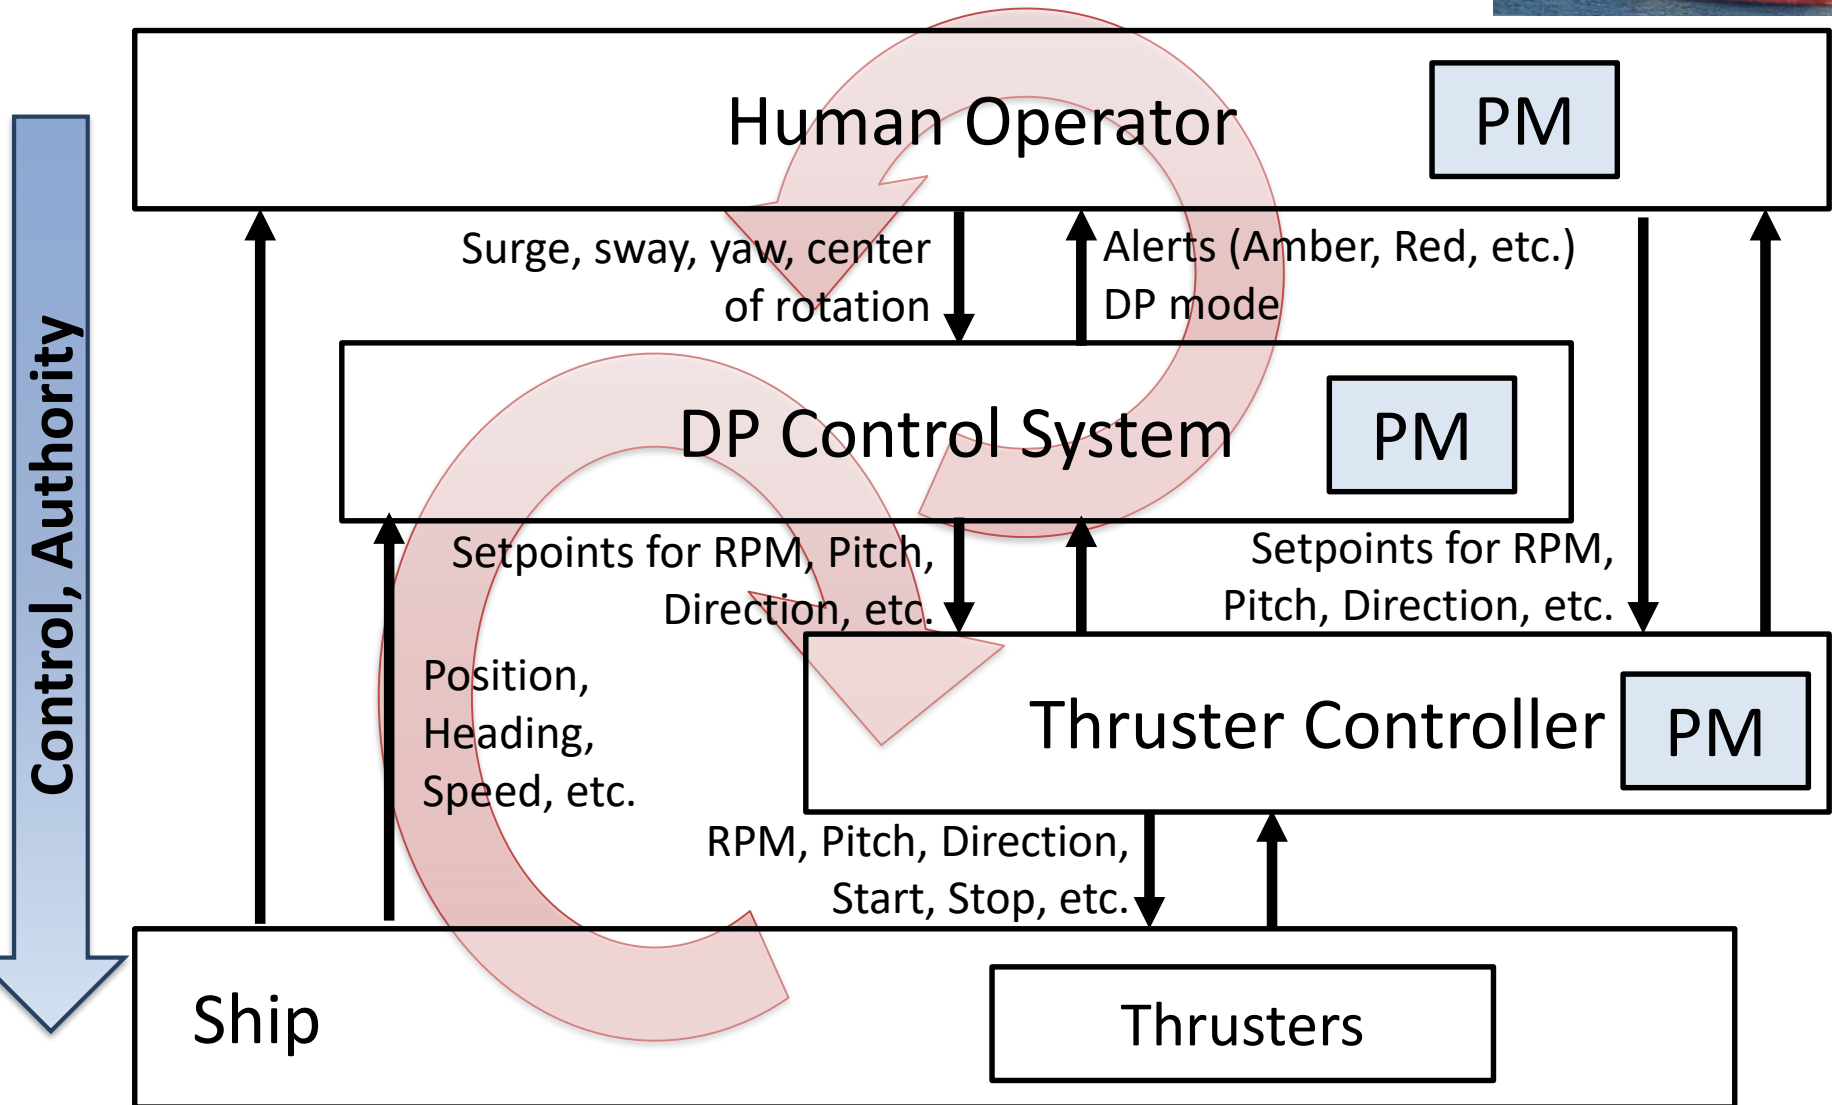 Human Operator
PM
Surge, sway, yaw, center
of rotation
Alerts (Amber, Red, etc.)
DP mode
Control, Authority
DP Control System
PM
Setpoints for RPM, Pitch,
Direction, etc.
Setpoints for RPM,
Pitch, Direction, etc.
Position,
Heading,
Speed, etc.
Thruster Controller
PM
RPM, Pitch, Direction,
Start, Stop, etc.
Ship
Thrusters